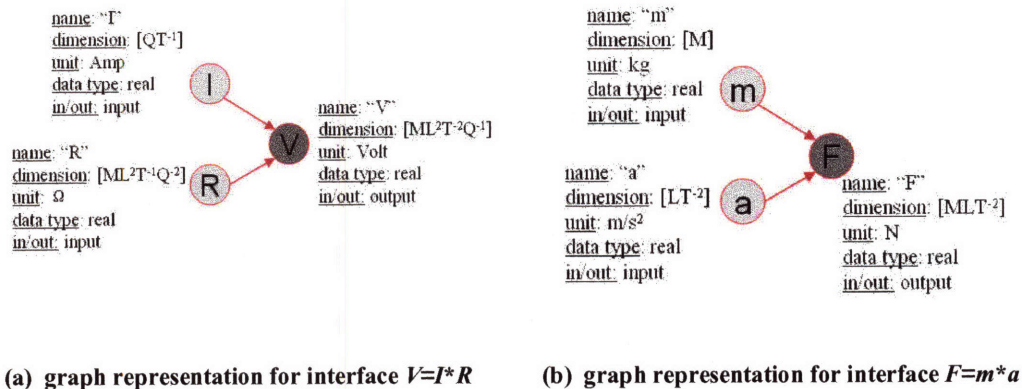 name: "I"
dimension: [QT⁻¹]
unit: Amp
data type: real
in/out: input
I
name: "V"
dimension: [ML²T⁻²Q⁻¹]
unit: Volt
data type: real
in/out: output
V
name: "R"
dimension: [ML²T⁻¹Q⁻²]
unit: Ω
data type: real
in/out: input
R
(a) graph representation for interface V=I*R
name: "m"
dimension: [M]
unit: kg
data type: real
in/out: input
m
F
name: "a"
dimension: [LT⁻²]
unit: m/s²
data type: real
in/out: input
a
name: "F"
dimension: [MLT⁻²]
unit: N
data type: real
in/out: output
(b) graph representation for interface F=m*a